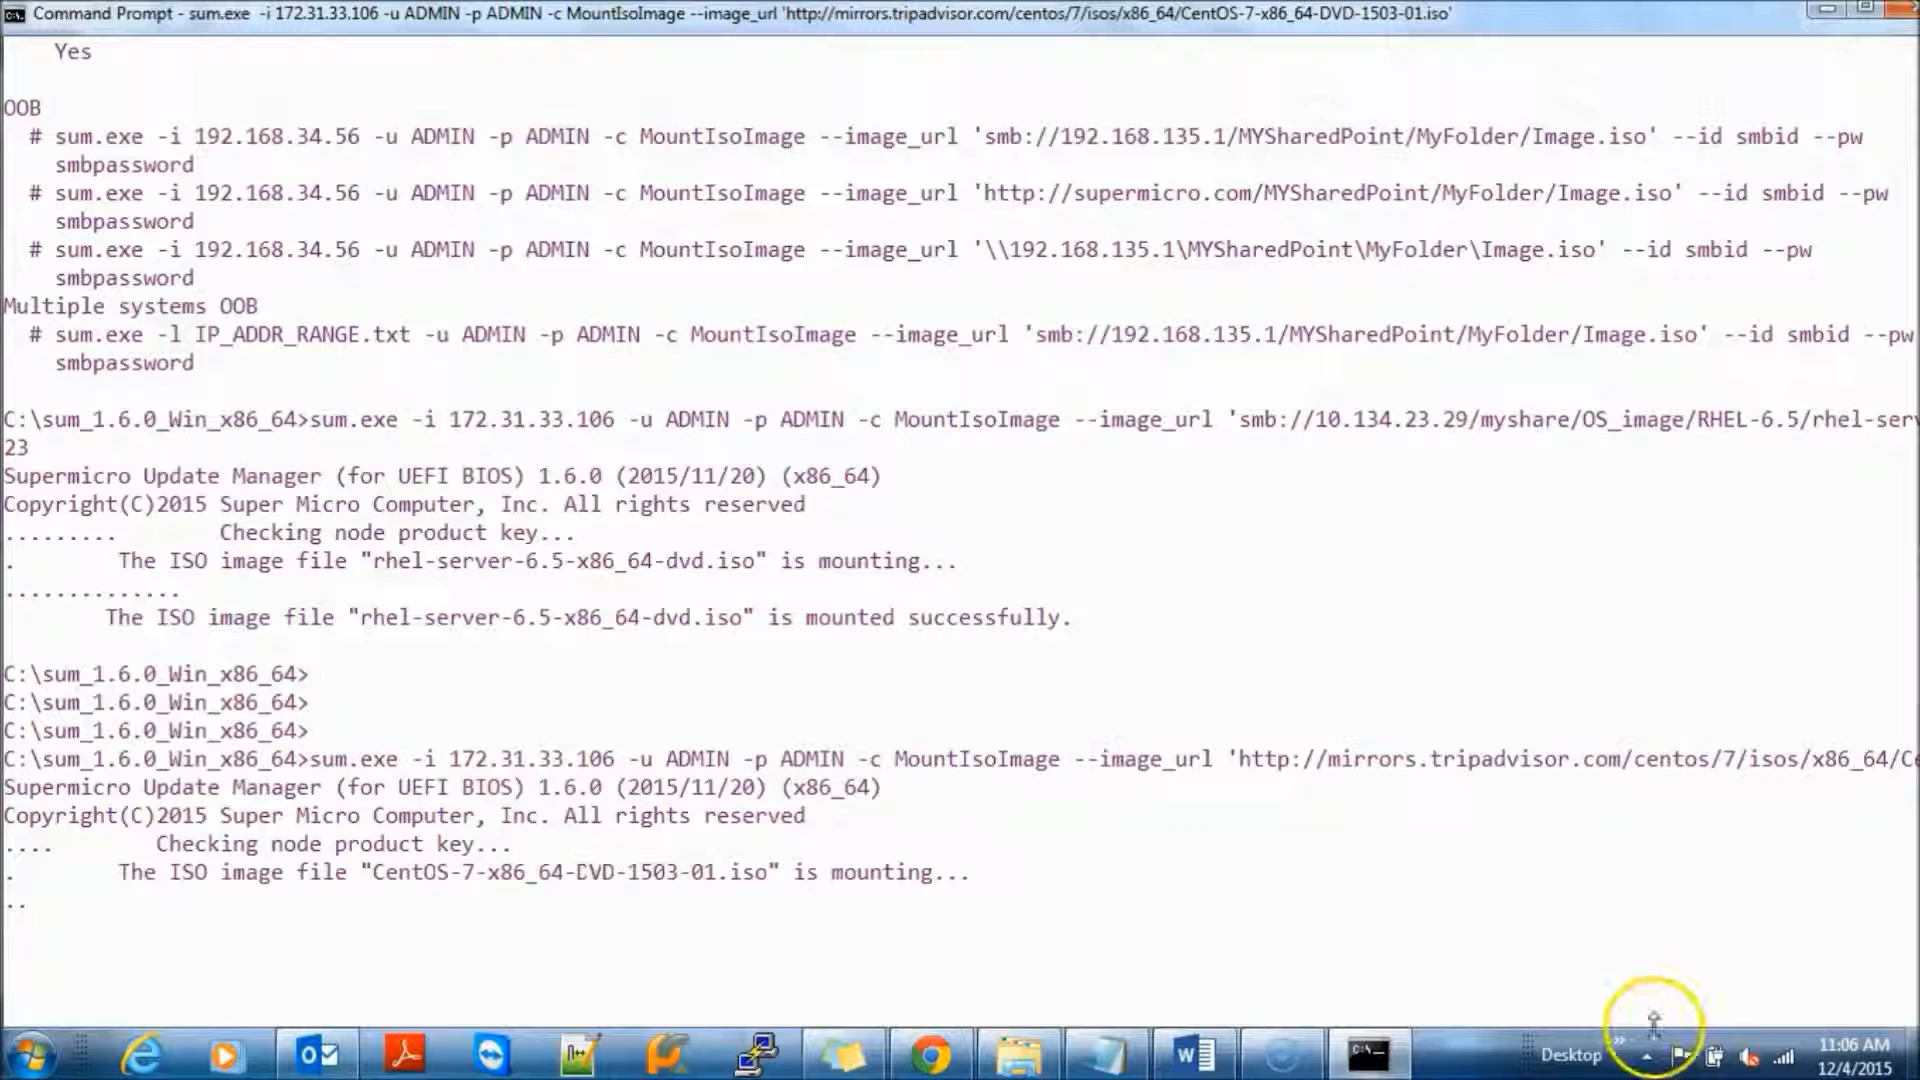 Command Prompt - sum.exe -i 172.31.33.106 -u ADMIN -p ADMIN -c MountIsoImage --image_url 'http://mirrors.tripadvisor.com/centos/7/isos/x86_64/CentOS-7-x86_64-DVD-1503-01.iso'
Yes
OOB
# sum.exe -i 192.168.34.56 -u ADMIN -p ADMIN -c MountIsoImage --image_url 'smb://192.168.135.1/MYSharedPoint/MyFolder/Image.iso' --id smbid --pw
smbpassword
# sum.exe -i 192.168.34.56 -u ADMIN -p ADMIN -c MountIsoImage --image_url 'http://supermicro.com/MYSharedPoint/MyFolder/Image.iso' --id smbid --pw
smbpassword
# sum.exe -i 192.168.34.56 -u ADMIN -p ADMIN -c MountIsoImage --image_url '\\192.168.135.1\MYSharedPoint\MyFolder\Image.iso' --id smbid --pw
smbpassword
Multiple systems OOB
# sum.exe -l IP_ADDR_RANGE.txt -u ADMIN -p ADMIN -c MountIsoImage --image_url 'smb://192.168.135.1/MYSharedPoint/MyFolder/Image.iso' --id smbid --pw
smbpassword
C:\sum_1.6.0_Win_x86_64>sum.exe -i 172.31.33.106 -u ADMIN -p ADMIN -c MountIsoImage --image_url 'smb://10.134.23.29/myshare/OS_image/RHEL-6.5/rhel-ser
23
Supermicro Update Manager (for UEFI BIOS) 1.6.0 (2015/11/20) (x86_64)
Copyright(C)2015 Super Micro Computer, Inc. All rights reserved
......... Checking node product key...
. The ISO image file "rhel-server-6.5-x86_64-dvd.iso" is mounting...
..............
The ISO image file "rhel-server-6.5-x86_64-dvd.iso" is mounted successfully.
C:\sum_1.6.0_Win_x86_64>
C:\sum_1.6.0_Win_x86_64>
C:\sum_1.6.0_Win_x86_64>
C:\sum_1.6.0_Win_x86_64>sum.exe -i 172.31.33.106 -u ADMIN -p ADMIN -c MountIsoImage --image_url 'http://mirrors.tripadvisor.com/centos/7/isos/x86_64/C
Supermicro Update Manager (for UEFI BIOS) 1.6.0 (2015/11/20) (x86_64)
Copyright(C)2015 Super Micro Computer, Inc. All rights reserved
.... Checking node product key...
. The ISO image file "CentOS-7-x86_64-DVD-1503-01.iso" is mounting...
..
Desktop
11:06 AM
12/4/2015